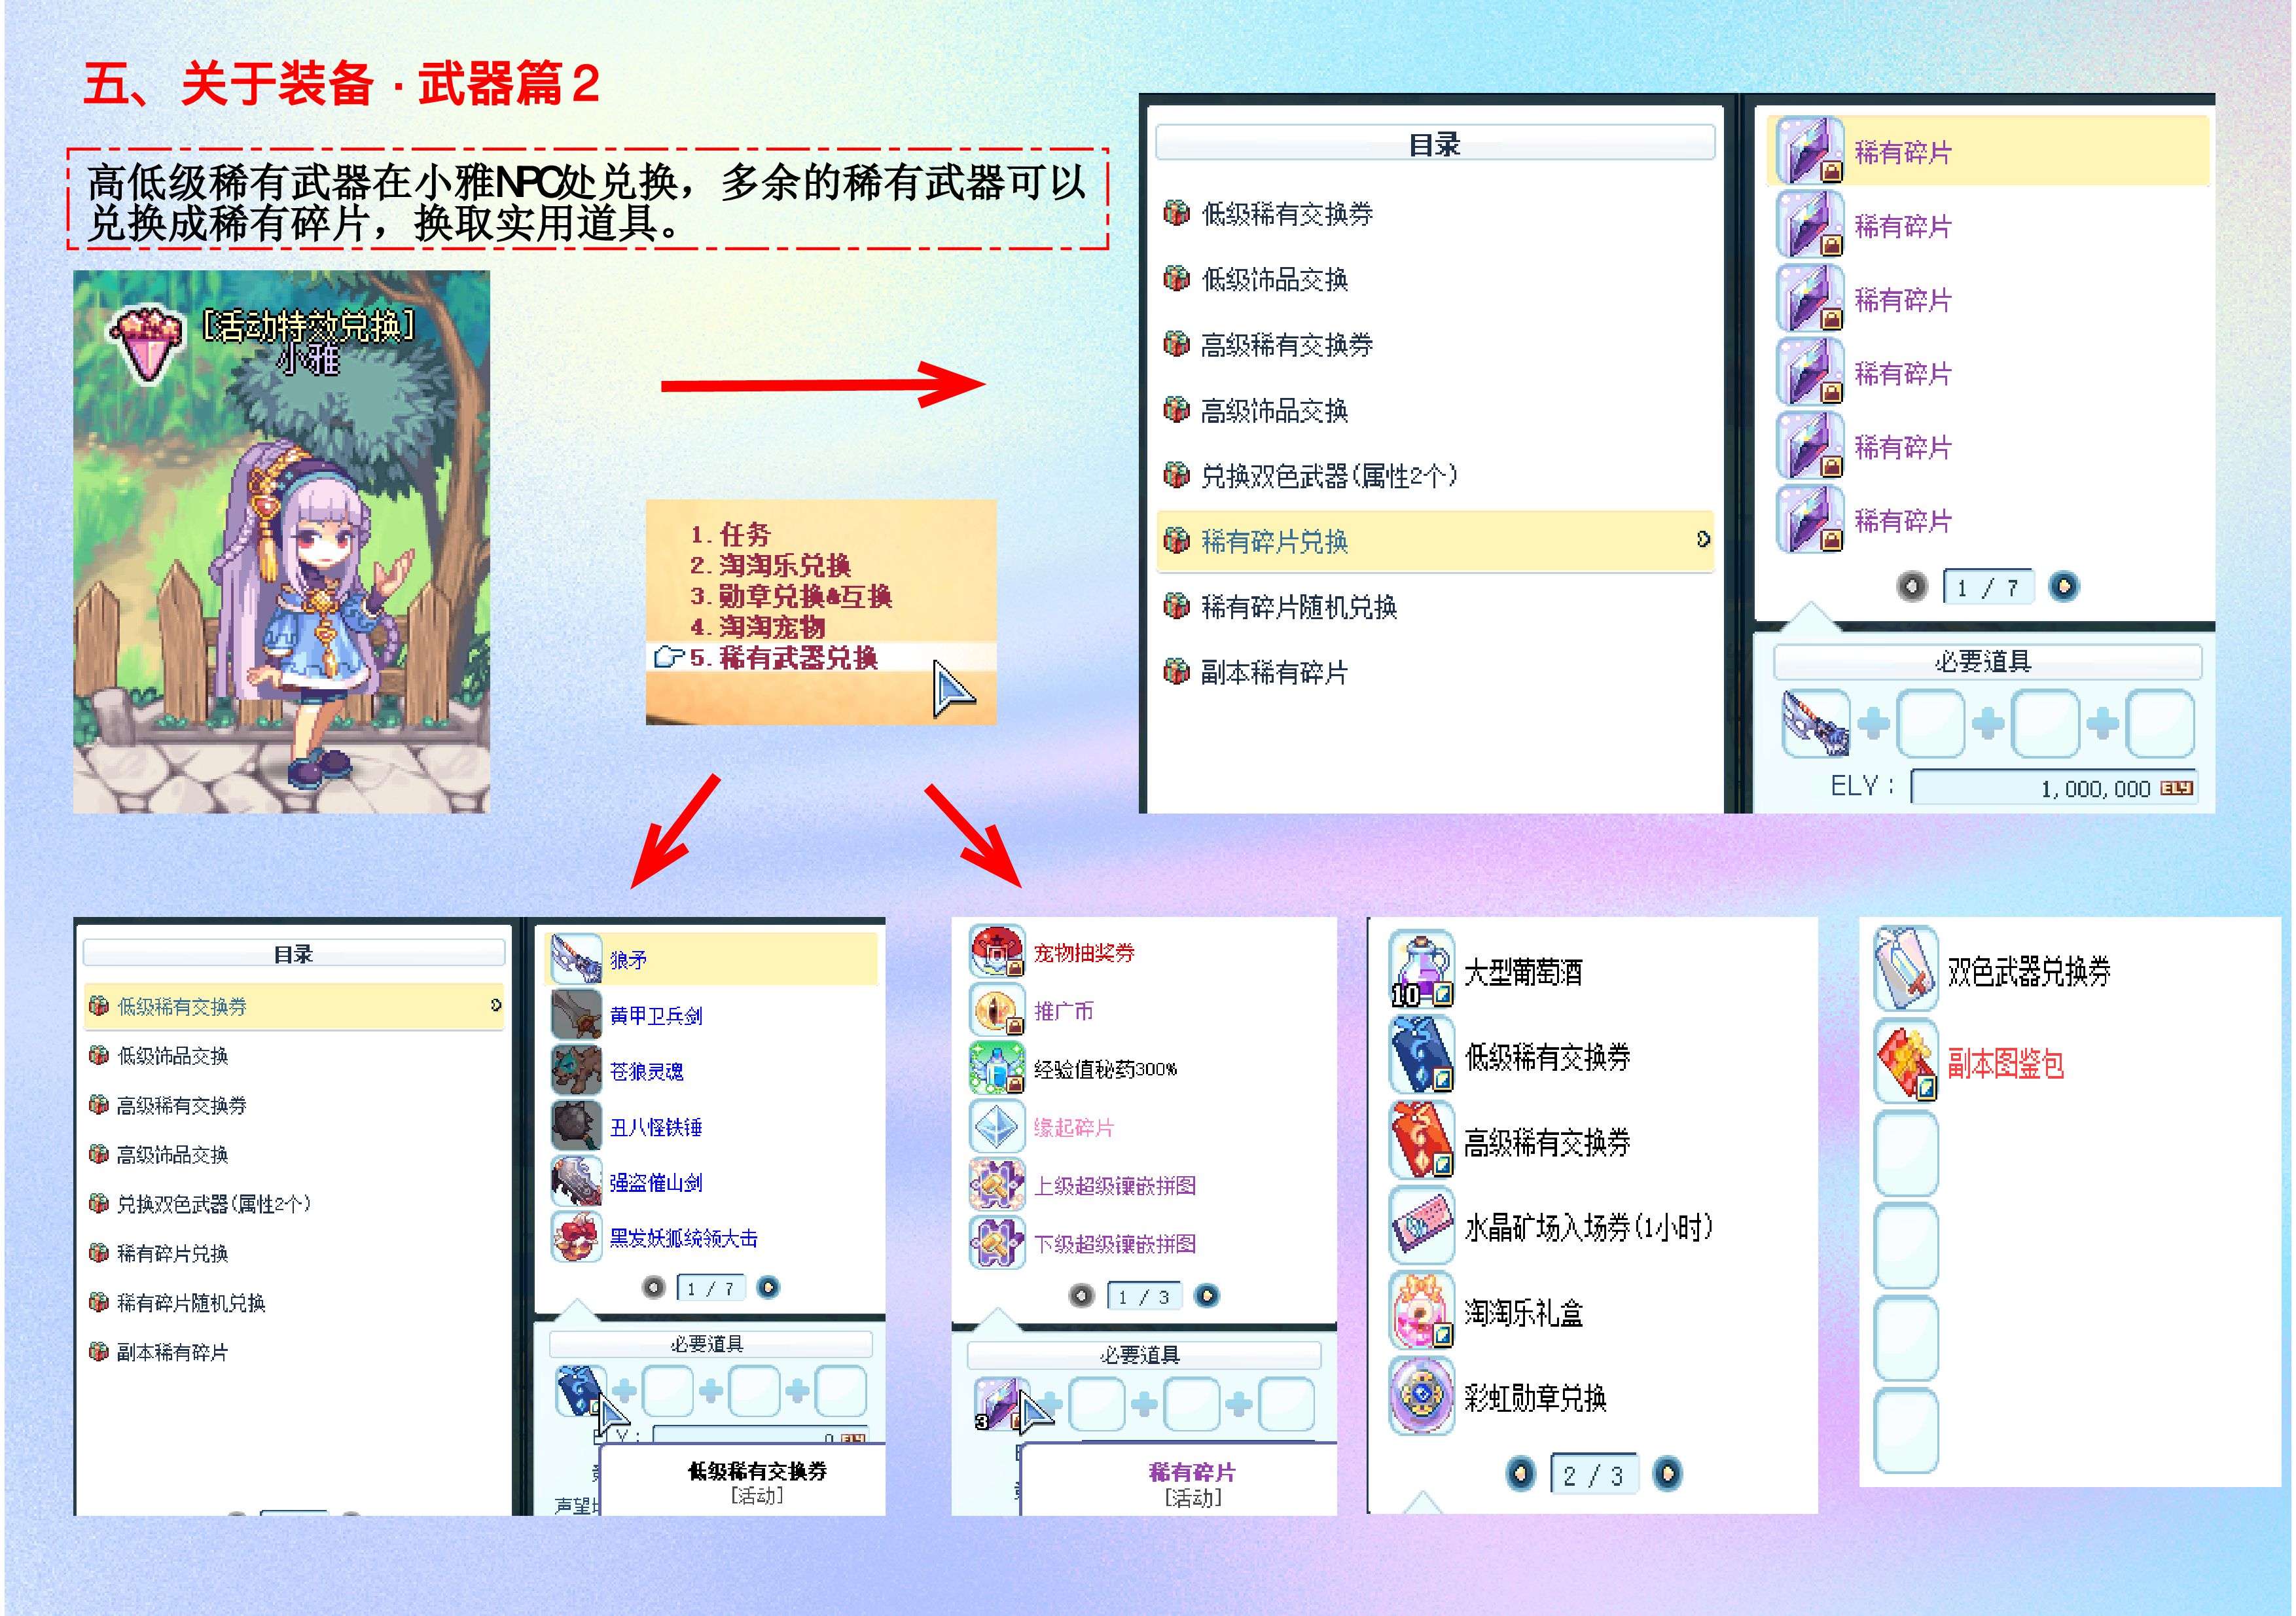 五、关于装备·武器篇2
高低级稀有武器在小雅NPC处兑换，多余的稀有武器可以
兑换成稀有碎片，换取实用道具。
[活动特效兑换]
小雅
1. 任务
2. 淘淘乐兑换
3. 勋章兑换&互换
4. 淘淘宠物
5. 稀有武器兑换
目录
低级稀有交换券
低级饰品交换
高级稀有交换券
高级饰品交换
兑换双色武器(属性2个)
稀有碎片兑换
稀有碎片随机兑换
副本稀有碎片
稀有碎片
稀有碎片
稀有碎片
稀有碎片
稀有碎片
稀有碎片
1 / 7
必要道具
ELY : 1,000,000 ELY
目录
低级稀有交换券
低级饰品交换
高级稀有交换券
高级饰品交换
兑换双色武器(属性2个)
稀有碎片兑换
稀有碎片随机兑换
副本稀有碎片
狼矛
黄甲卫兵剑
苍狼灵魂
丑八怪铁锤
强盗催山剑
黑发妖狐统领大击
1 / 7
必要道具
0 ELY
低级稀有交换券
[活动]
声望
宠物抽奖券
推广币
经验值秘药300%
缘起碎片
上级超级镶嵌拼图
下级超级镶嵌拼图
1 / 3
必要道具
3
稀有碎片
[活动]
10
大型葡萄酒
低级稀有交换券
高级稀有交换券
水晶矿场入场券(1小时)
淘淘乐礼盒
彩虹勋章兑换
2 / 3
双色武器兑换券
副本图鉴包